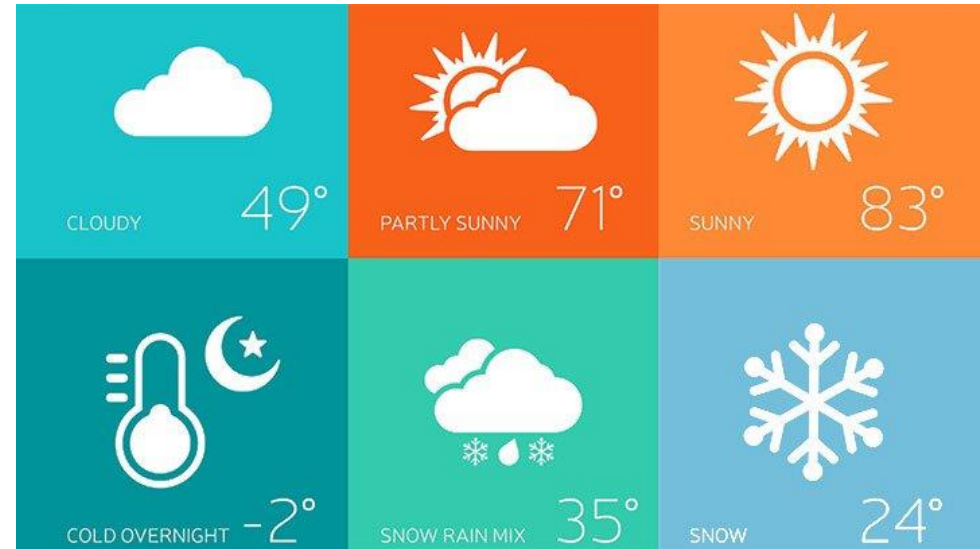 CLOUDY 49°
PARTLY SUNNY 71°
SUNNY 83°
COLD OVERNIGHT -2°
SNOW RAIN MIX 35°
SNOW 24°